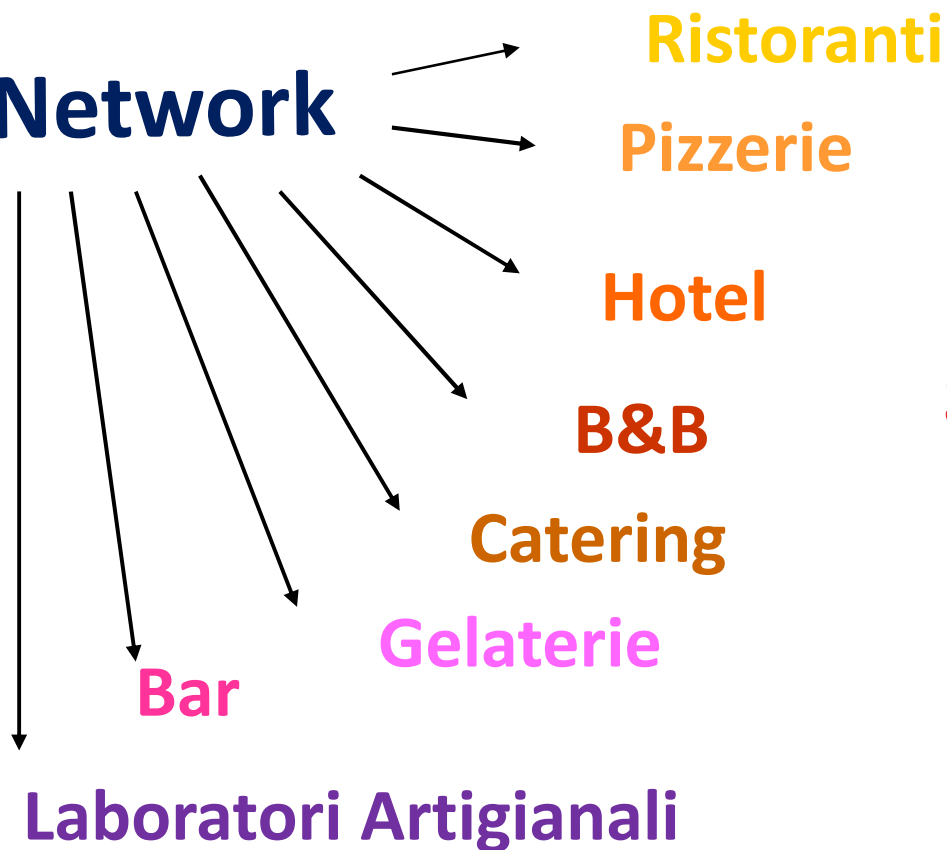 Ristoranti
Network
Pizzerie
Hotel
B&B
Catering
Gelaterie
Bar
Laboratori Artigianali